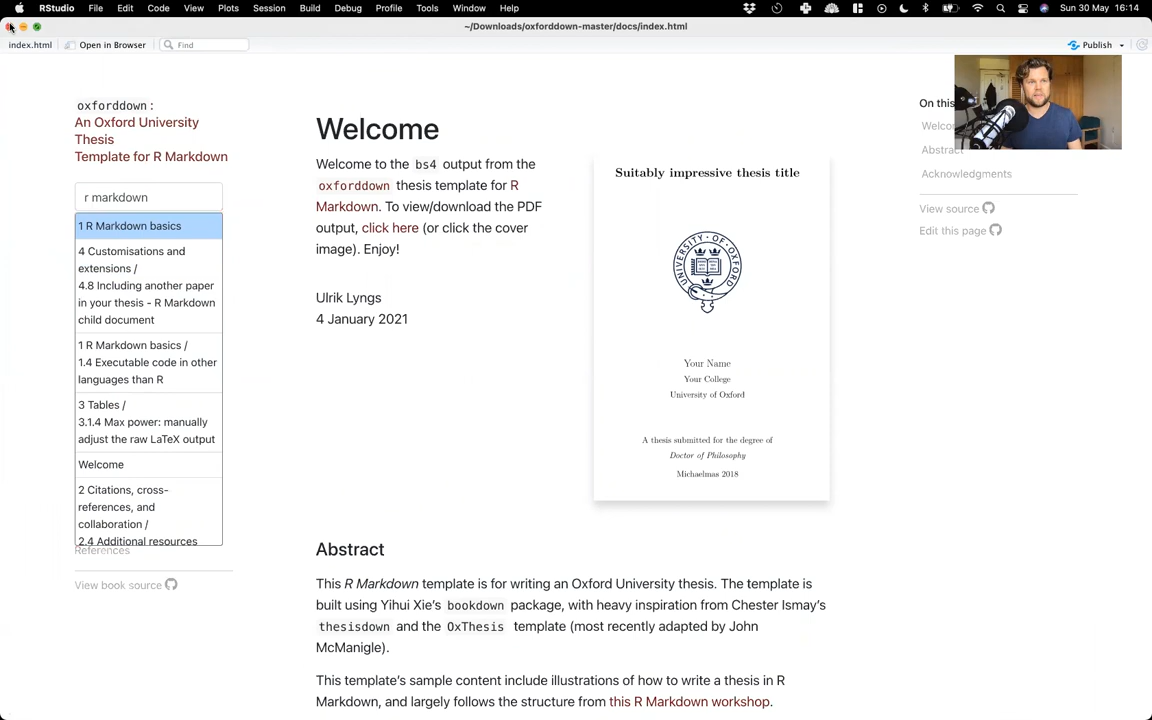 RStudio File Edit Code View Plots Session Build Debug Profile Tools Window Help Sun 30 May 16:14
~/Downloads/oxforddown-master/docs/index.html
index.html Open in Browser Find Publish
oxforddown:
An Oxford University
Thesis
Template for R Markdown
r markdown
1 R Markdown basics
4 Customisations and
extensions /
4.8 Including another paper
in your thesis - R Markdown
child document
1 R Markdown basics /
1.4 Executable code in other
languages than R
3 Tables /
3.1.4 Max power: manually
adjust the raw LaTeX output
Welcome
2 Citations, cross-
references, and
collaboration /
2.4 Additional resources
References
View book source
Welcome
Welcome to the bs4 output from the
oxforddown thesis template for R
Markdown. To view/download the PDF
output, click here (or click the cover
image). Enjoy!
Ulrik Lyngs
4 January 2021
Suitably impressive thesis title
UNIVERSITY OF OXFORD
Your Name
Your College
University of Oxford
A thesis submitted for the degree of
Doctor of Philosophy
Michaelmas 2018
Abstract
This R Markdown template is for writing an Oxford University thesis. The template is
built using Yihui Xie's bookdown package, with heavy inspiration from Chester Ismay's
thesisdown and the OxThesis template (most recently adapted by John
McManigle).
This template's sample content include illustrations of how to write a thesis in R
Markdown, and largely follows the structure from this R Markdown workshop.
On this
Welco
Abstract
Acknowledgments
View source
Edit this page